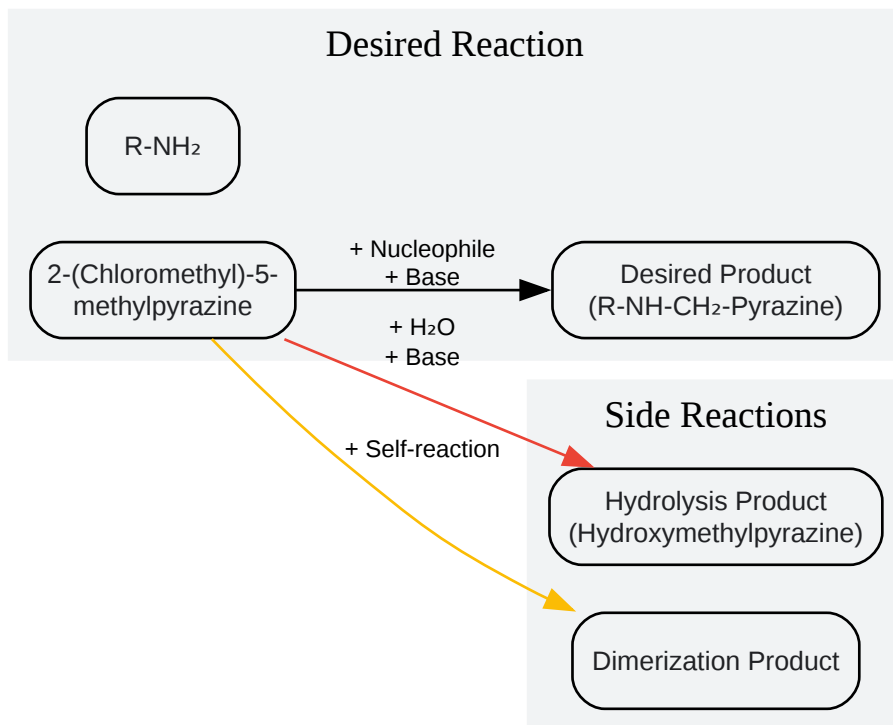 Desired Reaction
R-NH₂
2-(Chloromethyl)-5-
methylpyrazine
+ Nucleophile
+ Base
Desired Product
(R-NH-CH₂-Pyrazine)
+ H₂O
+ Base
Side Reactions
+ Self-reaction
Hydrolysis Product
(Hydroxymethylpyrazine)
Dimerization Product